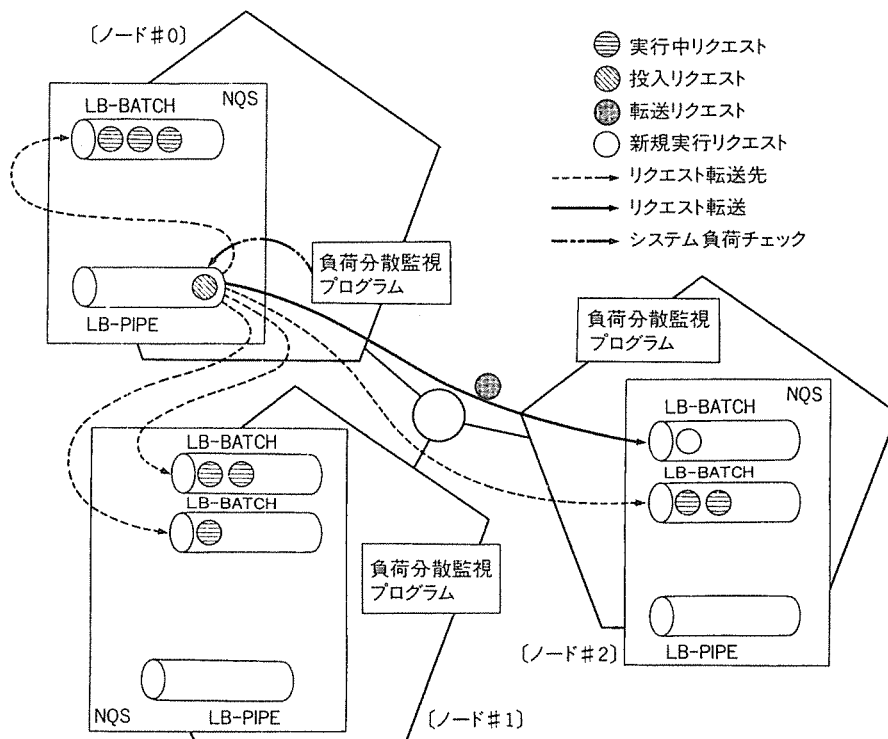 〔ノード＃0〕
NQS
LB-BATCH
LB-PIPE
負荷分散監視
プログラム
実行中リクエスト
投入リクエスト
転送リクエスト
新規実行リクエスト
リクエスト転送先
リクエスト転送
システム負荷チェック
負荷分散監視
プログラム
NQS
LB-BATCH
LB-BATCH
LB-PIPE
〔ノード＃2〕
LB-BATCH
LB-BATCH
負荷分散監視
プログラム
NQS
LB-PIPE
〔ノード＃1〕